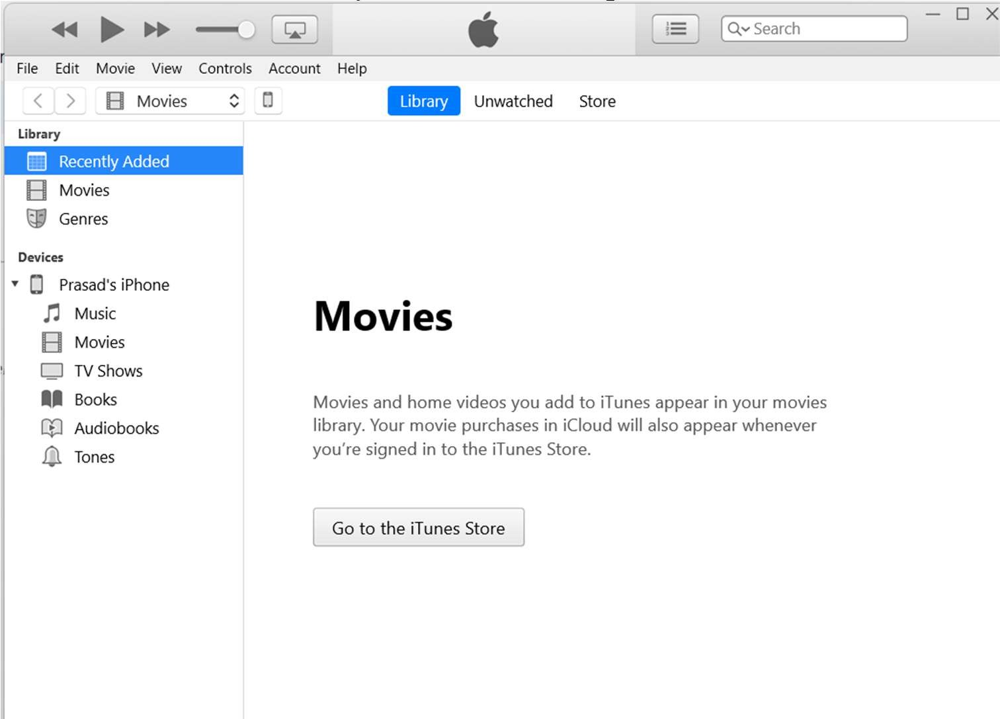 Search
File Edit Movie View Controls Account Help
Movies Library Unwatched Store
Library
Recently Added
Movies
Genres
Devices
Prasad's iPhone
Music
Movies
TV Shows
Books
Audiobooks
Tones
Movies
Movies and home videos you add to iTunes appear in your movies
library. Your movie purchases in iCloud will also appear whenever
you’re signed in to the iTunes Store.
Go to the iTunes Store